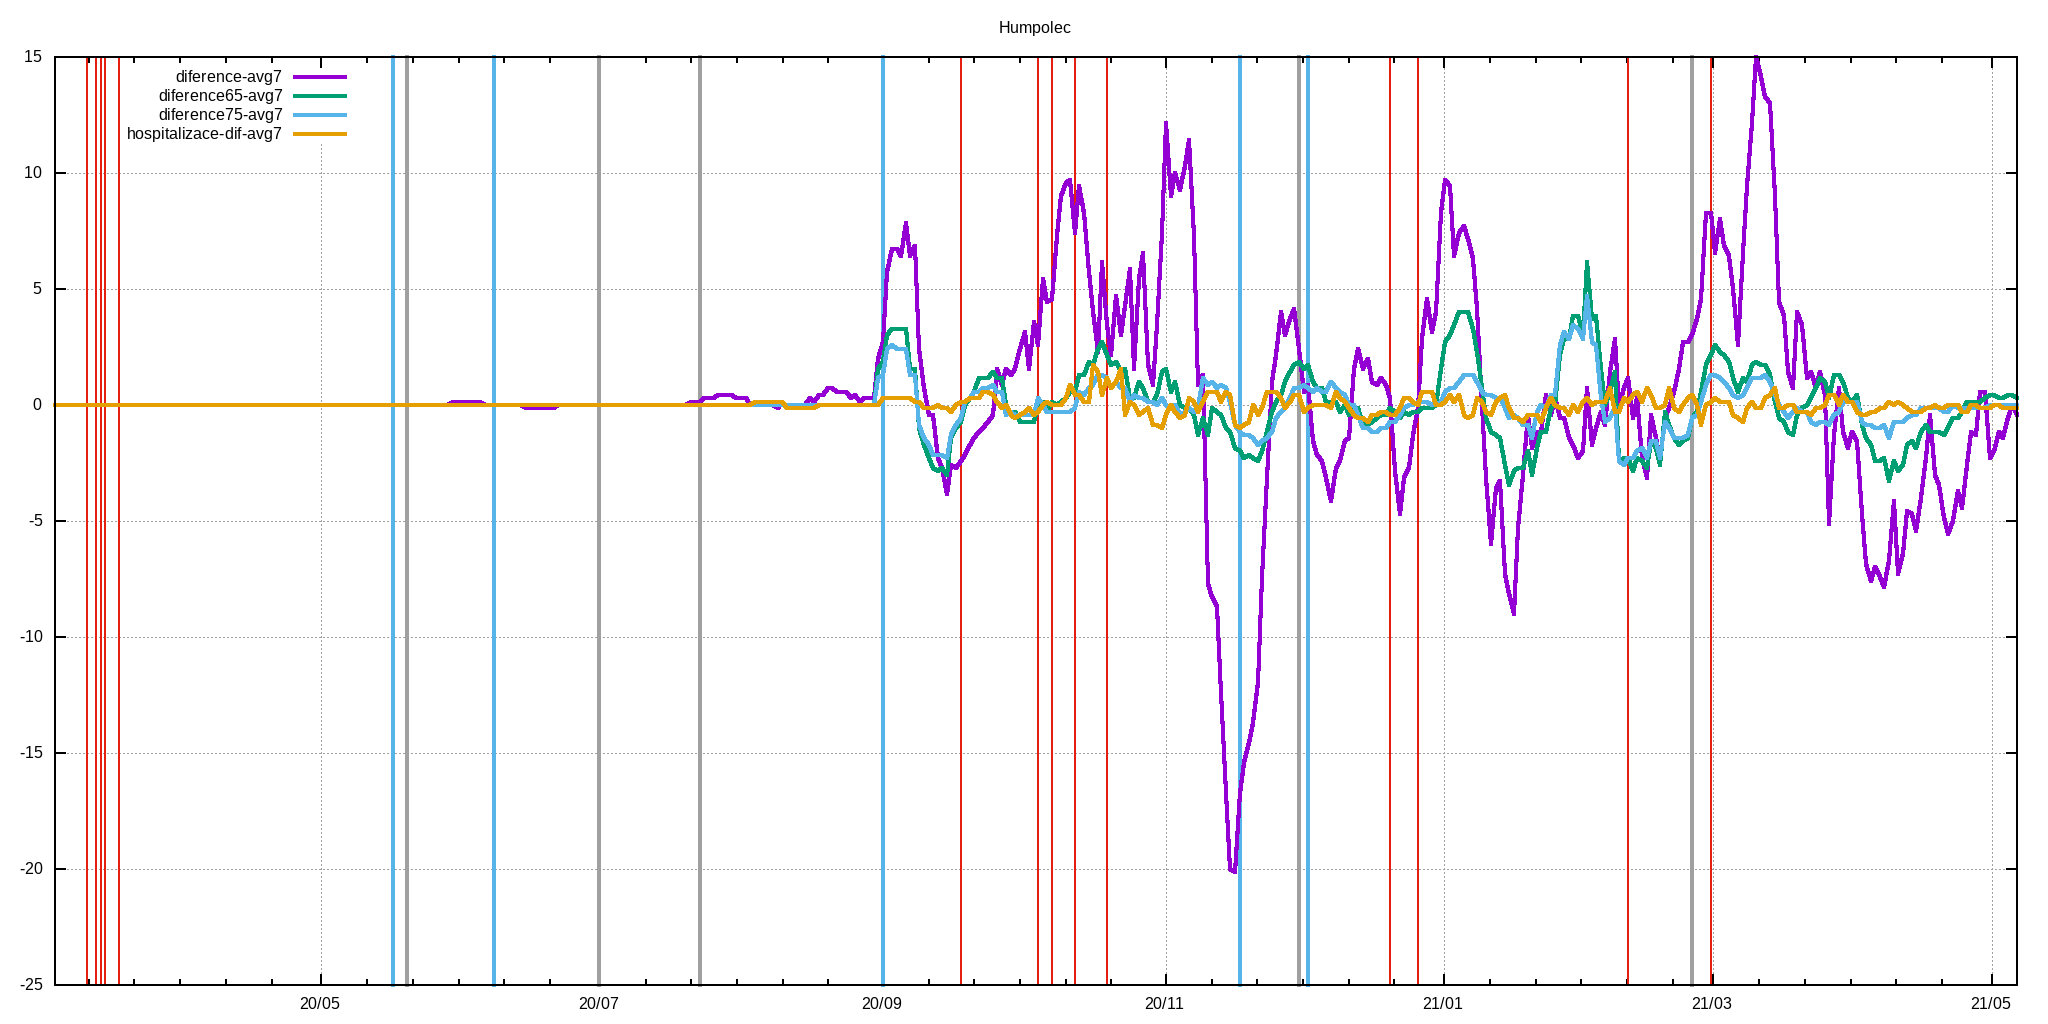 Humpolec
diference-avg7
diference65-avg7
diference75-avg7
hospitalizace-dif-avg7
15
10
5
0
-5
-10
-15
-20
-25
20/05 20/07 20/09 20/11 21/01 21/03 21/05